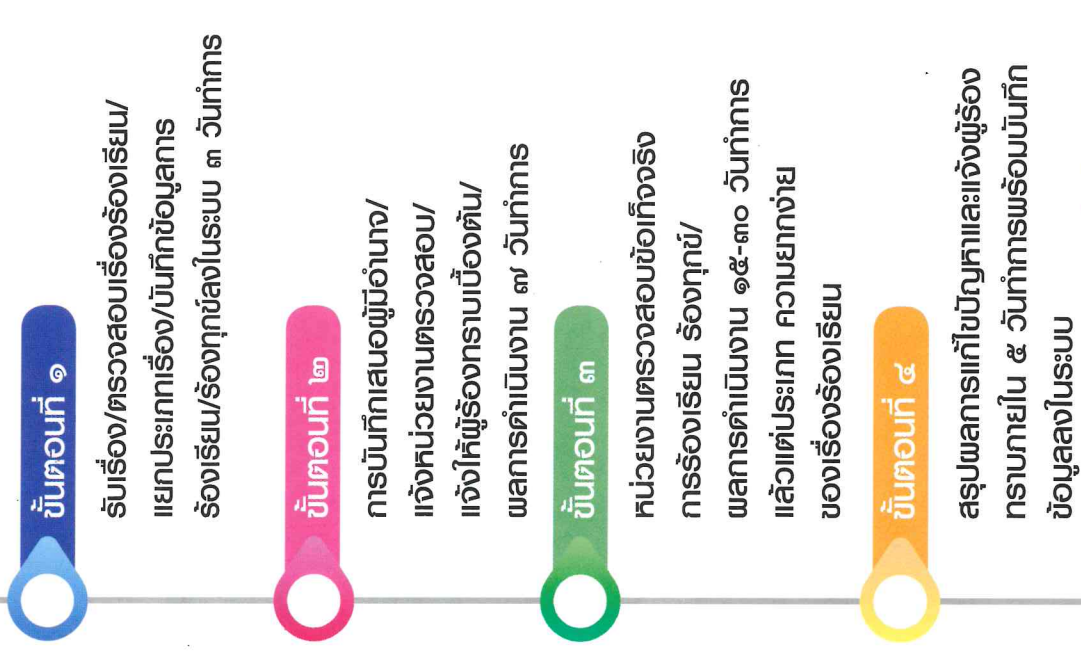 ขั้นตอนที่ ๑
รับเรื่อง/ตรวจสอบเรื่องร้องเรียน/
แยกประเภทเรื่อง/บันทึกข้อมูลการ
ร้องเรียน/ร้องทุกข์ลงในระบบ ๓ วันทำการ
ขั้นตอนที่ ๒
การบันทึกเสนอผู้มีอำนาจ/
แจ้งหน่วยงานตรวจสอบ/
แจ้งให้ผู้ร้องทราบเบื้องต้น/
ผลการดำเนินงาน ๗ วันทำการ
ขั้นตอนที่ ๓
หน่วยงานตรวจสอบข้อเท็จจริง
การร้องเรียน ร้องทุกข์/
ผลการดำเนินงาน ๑๕-๓๐ วันทำการ
แล้วแต่ประเภท ความยากง่าย
ของเรื่องร้องเรียน
ขั้นตอนที่ ๔
สรุปผลการแก้ไขปัญหาและแจ้งผู้ร้อง
ทราบภายใน ๕ วันทำการพร้อมบันทึก
ข้อมูลลงในระบบ